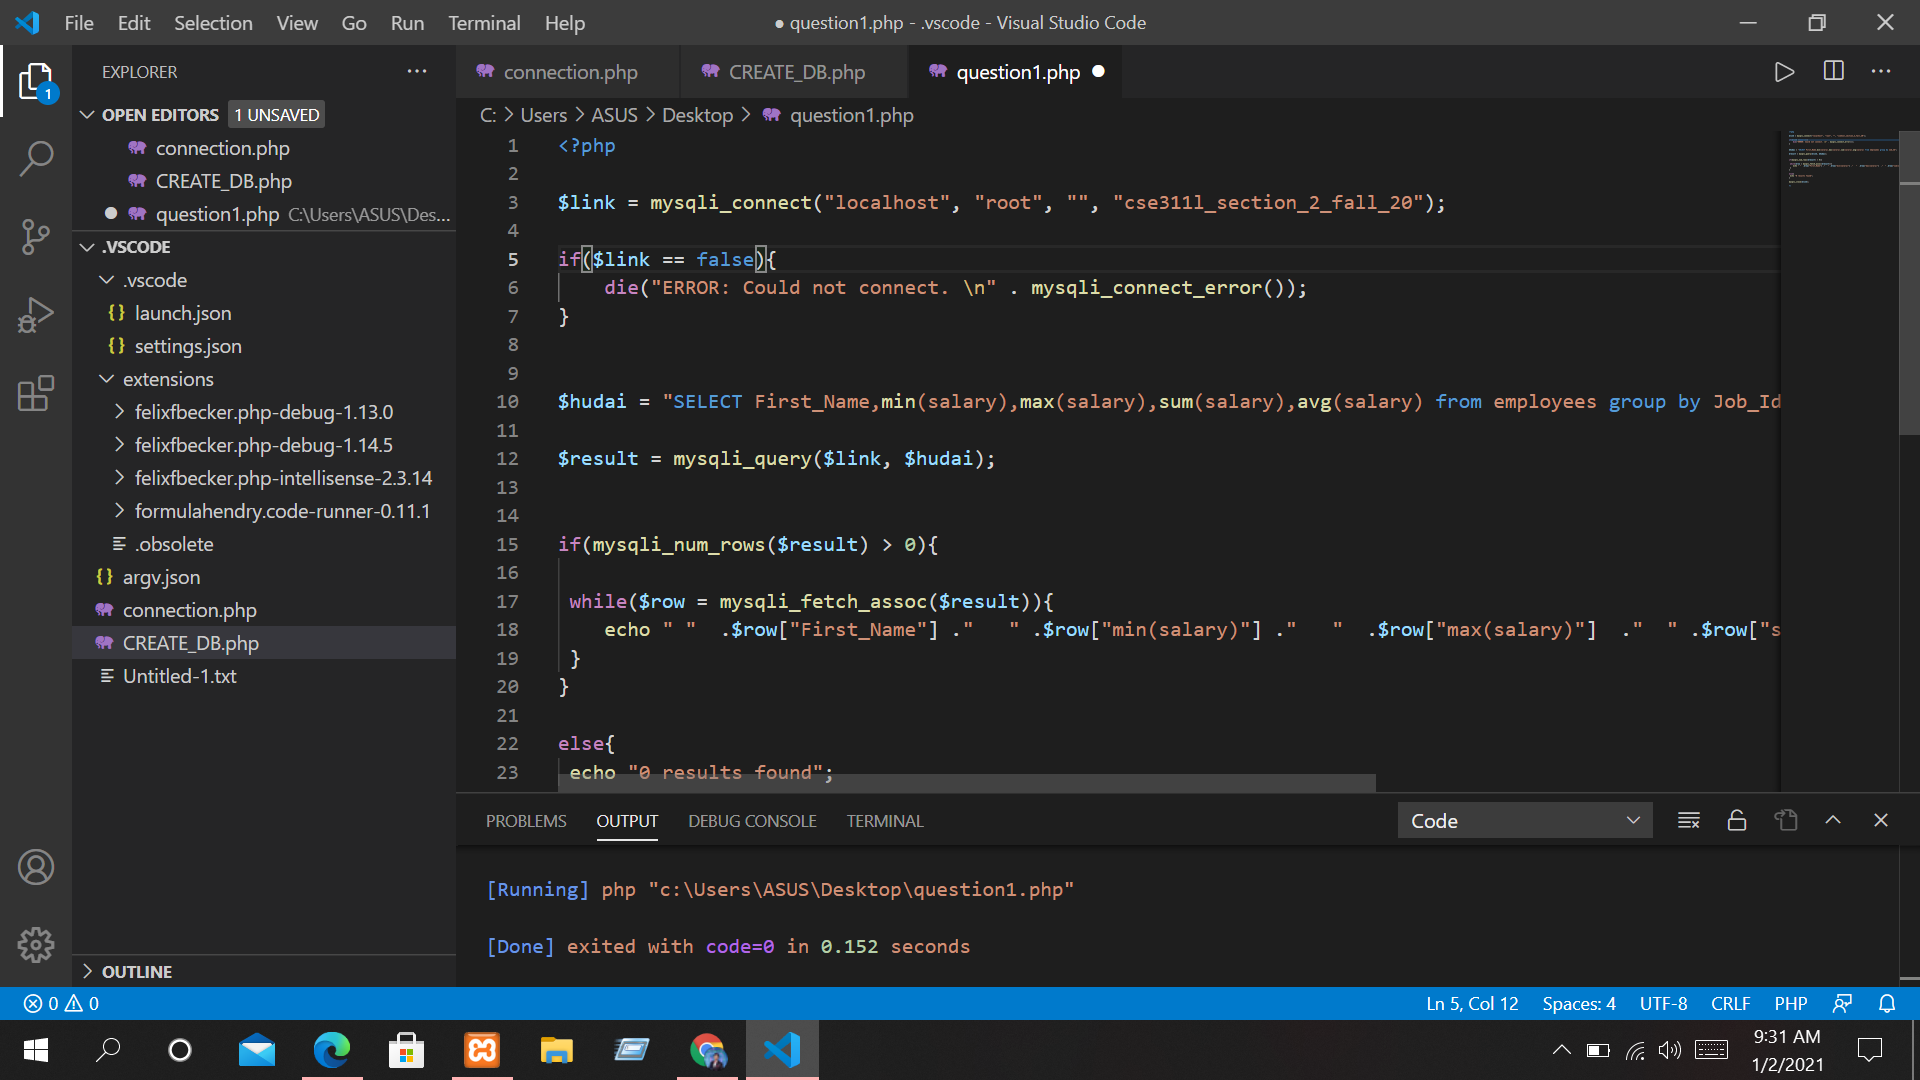 File Edit Selection View Go Run Terminal Help
● question1.php - .vscode - Visual Studio Code
EXPLORER
1
OPEN EDITORS 1 UNSAVED
connection.php
CREATE_DB.php
question1.php C:\Users\ASUS\Des...
.VSCODE
.vscode
launch.json
settings.json
extensions
felixfbecker.php-debug-1.13.0
felixfbecker.php-debug-1.14.5
felixfbecker.php-intellisense-2.3.14
formulahendry.code-runner-0.11.1
.obsolete
argv.json
connection.php
CREATE_DB.php
Untitled-1.txt
OUTLINE
connection.php CREATE_DB.php question1.php
C: > Users > ASUS > Desktop > question1.php
1 <?php
2
3 $link = mysqli_connect("localhost", "root", "", "cse311l_section_2_fall_20");
4
5 if($link == false){
6 die("ERROR: Could not connect. \n" . mysqli_connect_error());
7 }
8
9
10 $hudai = "SELECT First_Name,min(salary),max(salary),sum(salary),avg(salary) from employees group by Job_Id
11
12 $result = mysqli_query($link, $hudai);
13
14
15 if(mysqli_num_rows($result) > 0){
16
17 while($row = mysqli_fetch_assoc($result)){
18 echo " " .$row["First_Name"] ."   " .$row["min(salary)"] ."   " .$row["max(salary)"] ."  " .$row["s
19 }
20 }
21
22 else{
23 echo "0 results found";
PROBLEMS OUTPUT DEBUG CONSOLE TERMINAL
Code
[Running] php "c:\Users\ASUS\Desktop\question1.php"
[Done] exited with code=0 in 0.152 seconds
0 0
Ln 5, Col 12 Spaces: 4 UTF-8 CRLF PHP
9:31 AM
1/2/2021